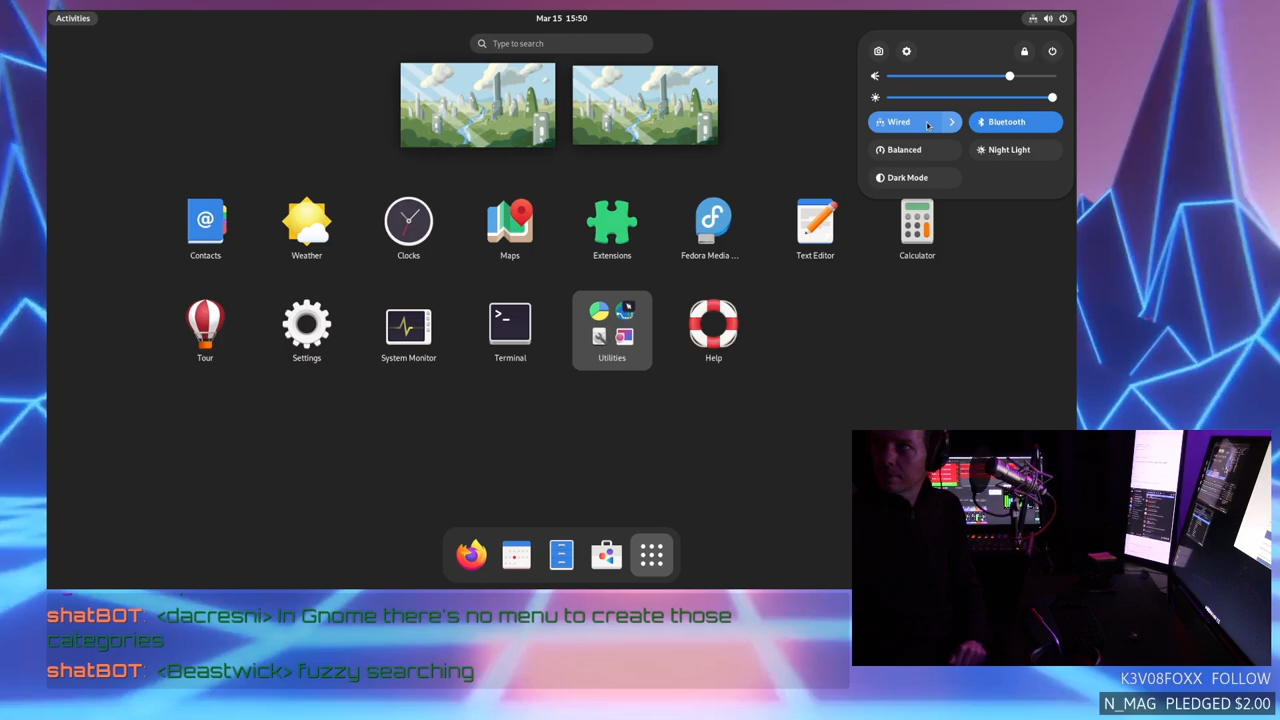 Activities
Mar 15 15:50
Type to search
Wired
Bluetooth
Balanced
Night Light
Dark Mode
Contacts
Weather
Clocks
Maps
Extensions
Fedora Media ...
Text Editor
Calculator
Tour
Settings
System Monitor
Terminal
Utilities
Help
shatBOT: <dacresni> In Gnome there's no menu to create those
categories
shatBOT: <Beastwick> fuzzy searching
K3V08FOXX FOLLOW
N_MAG PLEDGED $2.00